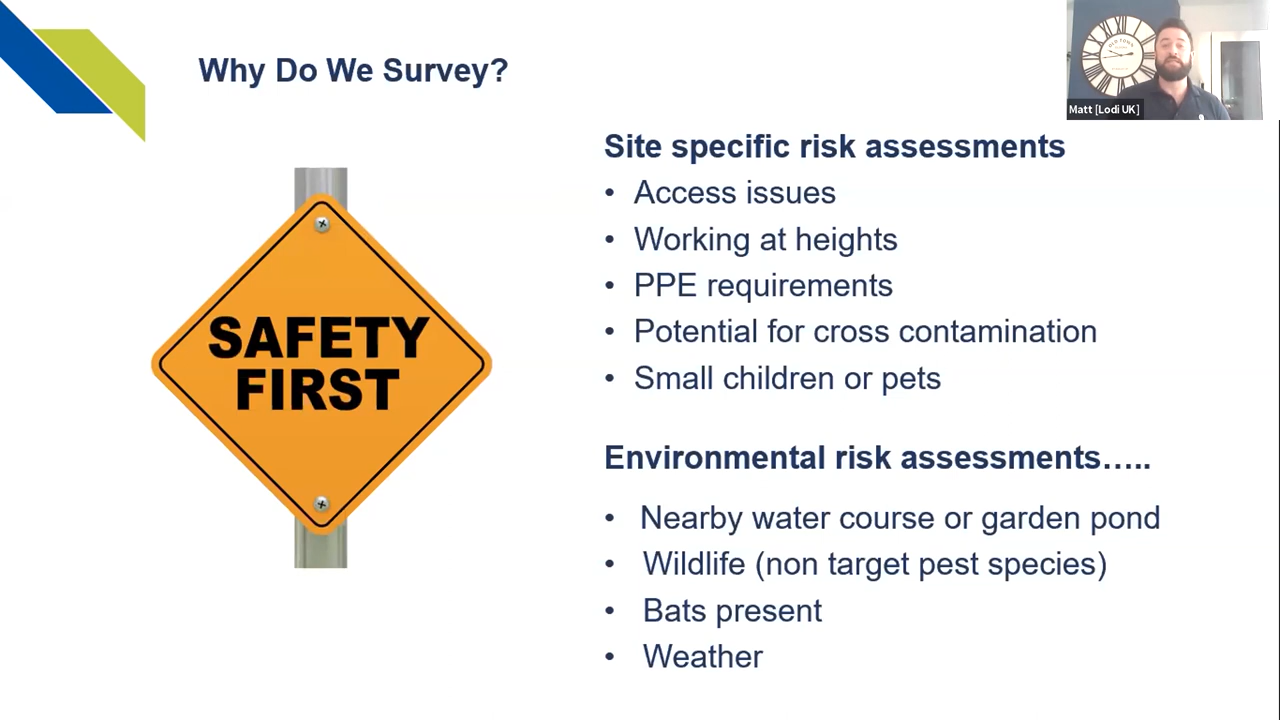 Why Do We Survey?
Matt [Lodi UK]
SAFETY
FIRST
Site specific risk assessments
• Access issues
• Working at heights
• PPE requirements
• Potential for cross contamination
• Small children or pets
Environmental risk assessments…..
• Nearby water course or garden pond
• Wildlife (non target pest species)
• Bats present
• Weather